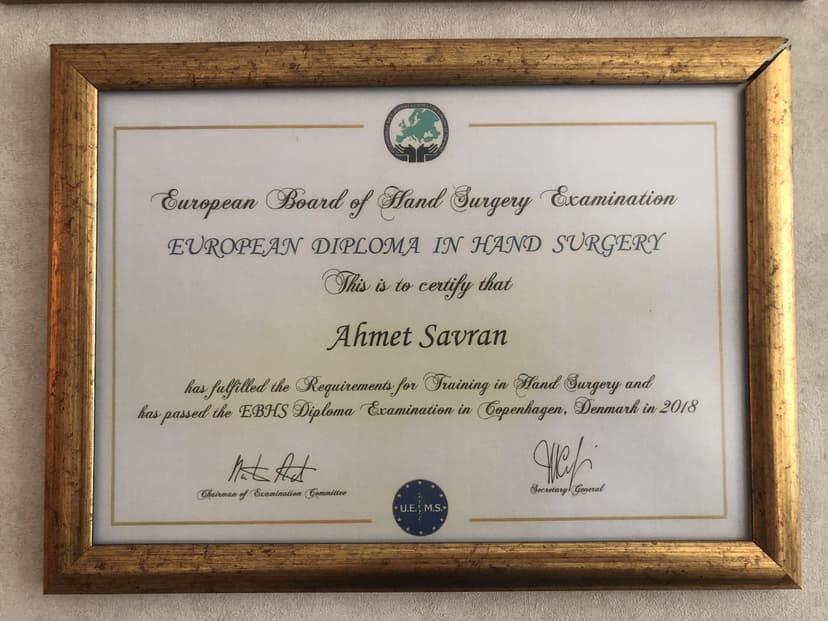 European Board of Hand Surgery Examination
EUROPEAN DIPLOMA IN HAND SURGERY
This is to certify that
Ahmet Savran
has fulfilled the Requirements for Training in Hand Surgery and
has passed the EBHS Diploma Examination in Copenhagen, Denmark in 2018
Chairman of Examination Committee
Secretary General
U.E.M.S.